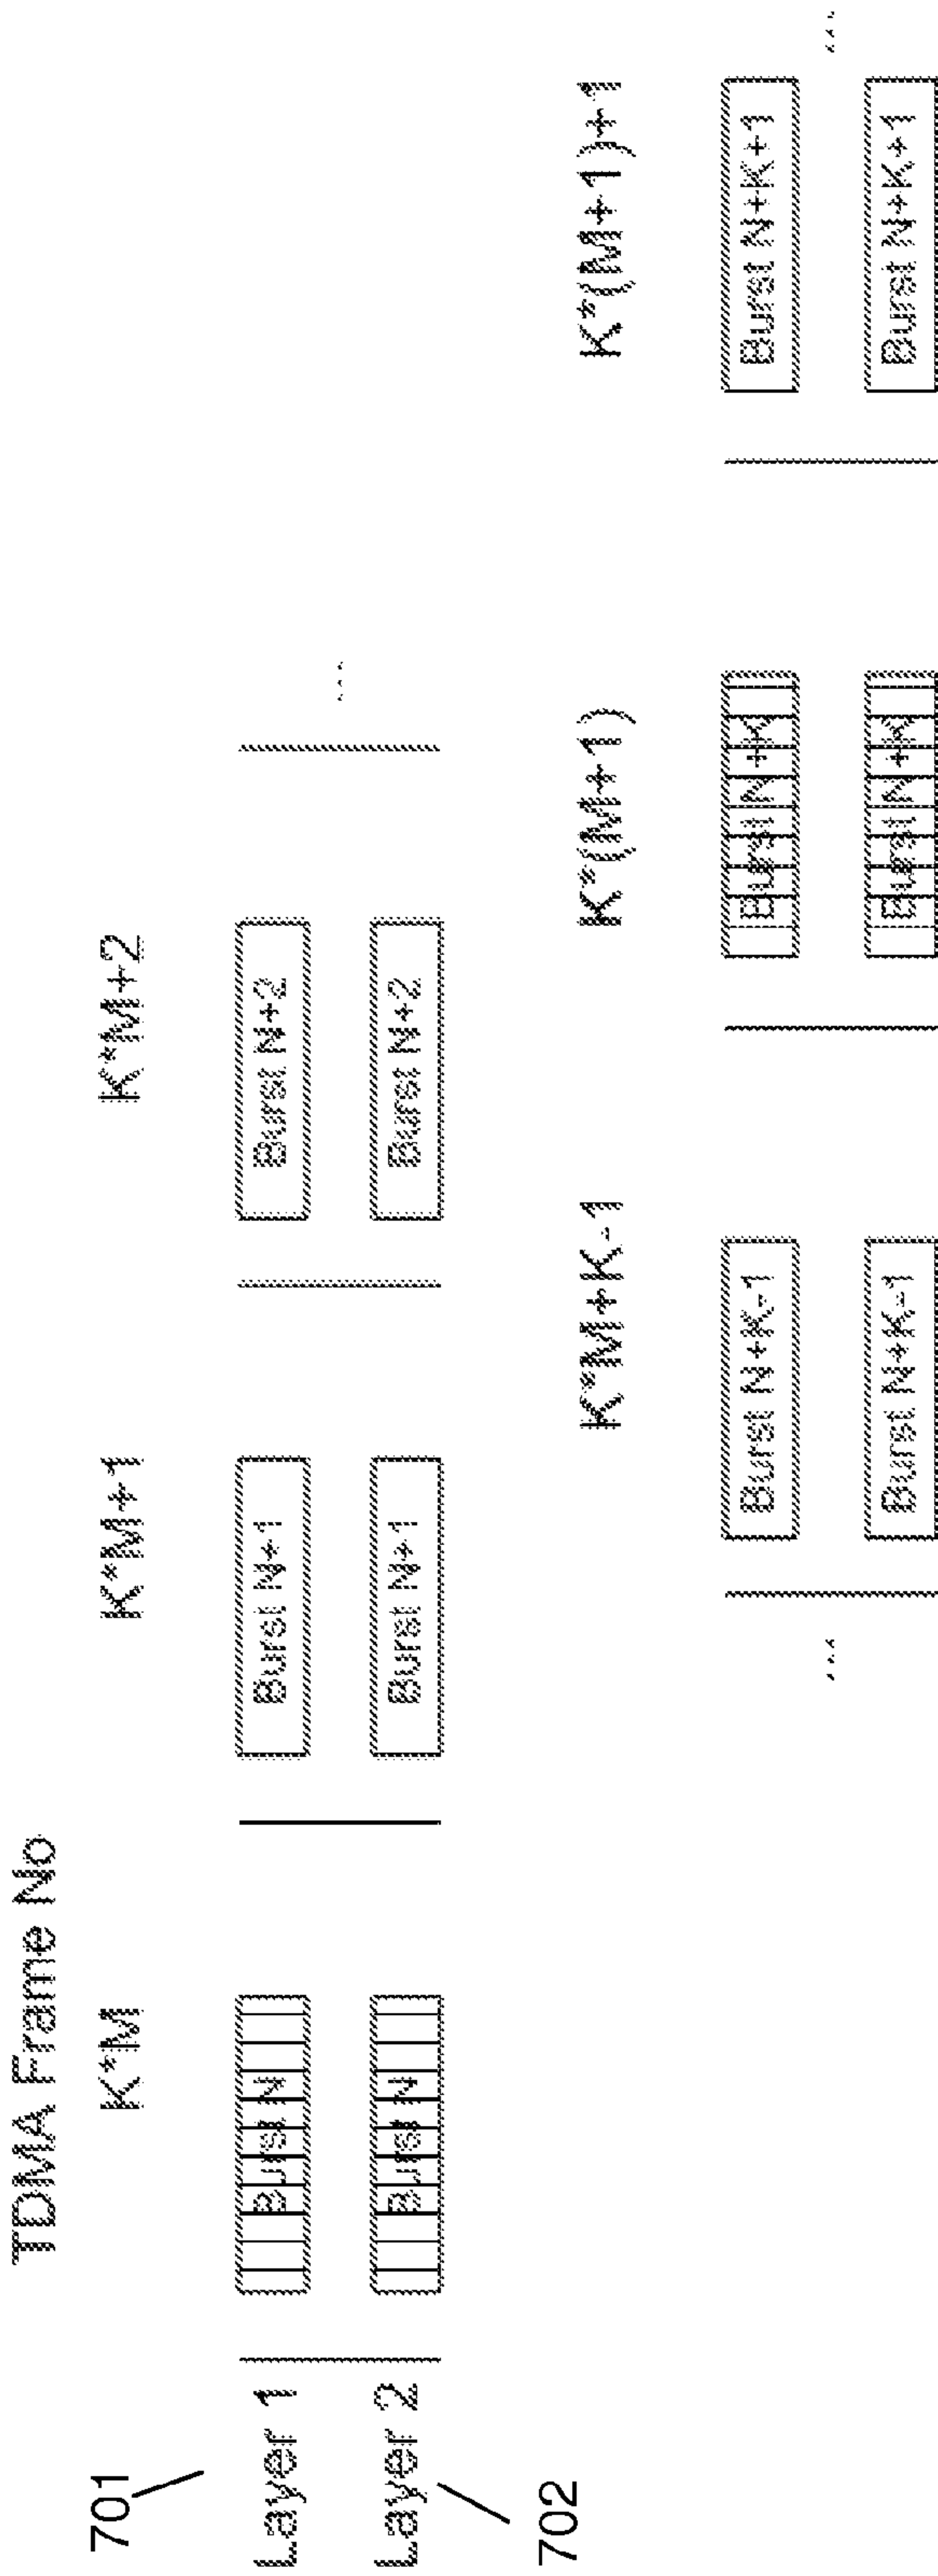 TDMA Frame No
K*M K*M+1 K*M+2
701
Layer 1 Burst N Burst N+1 Burst N+2 ...
Layer 2 Burst N Burst N+1 Burst N+2
702
K*M+K-1 K*(M+1) K*(M+1)+1
Burst N+K-1 Burst N+K Burst N+K+1
... ...
Burst N+K-1 Burst N+K Burst N+K+1